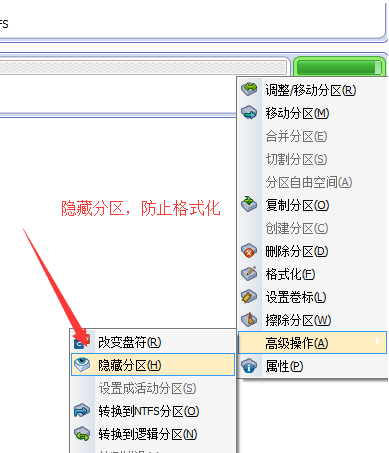 FS
调整/移动分区(R)
移动分区(M)
合并分区(E)
切割分区(S)
分区自由空间(A)
复制分区(O)
创建分区(C)
删除分区(D)
格式化(F)
设置卷标(L)
擦除分区(W)
高级操作(A)
属性(P)
隐藏分区，防止格式化
改变盘符(R)
隐藏分区(H)
设置成活动分区(S)
转换到NTFS分区(O)
转换到逻辑分区(N)